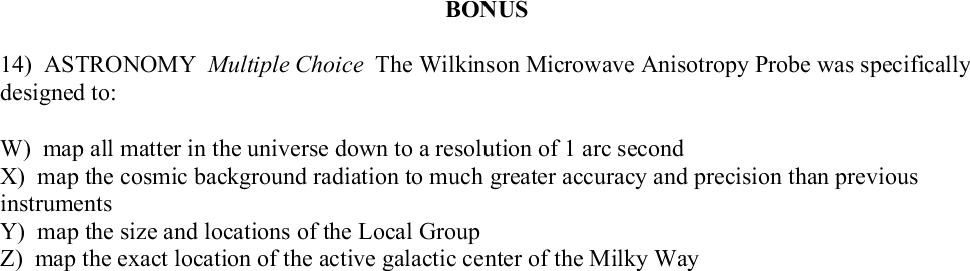 BONUS
14) ASTRONOMY Multiple Choice The Wilkinson Microwave Anisotropy Probe was specifically
designed to:
W) map all matter in the universe down to a resolution of 1 arc second
X) map the cosmic background radiation to much greater accuracy and precision than previous
instruments
Y) map the size and locations of the Local Group
Z) map the exact location of the active galactic center of the Milky Way